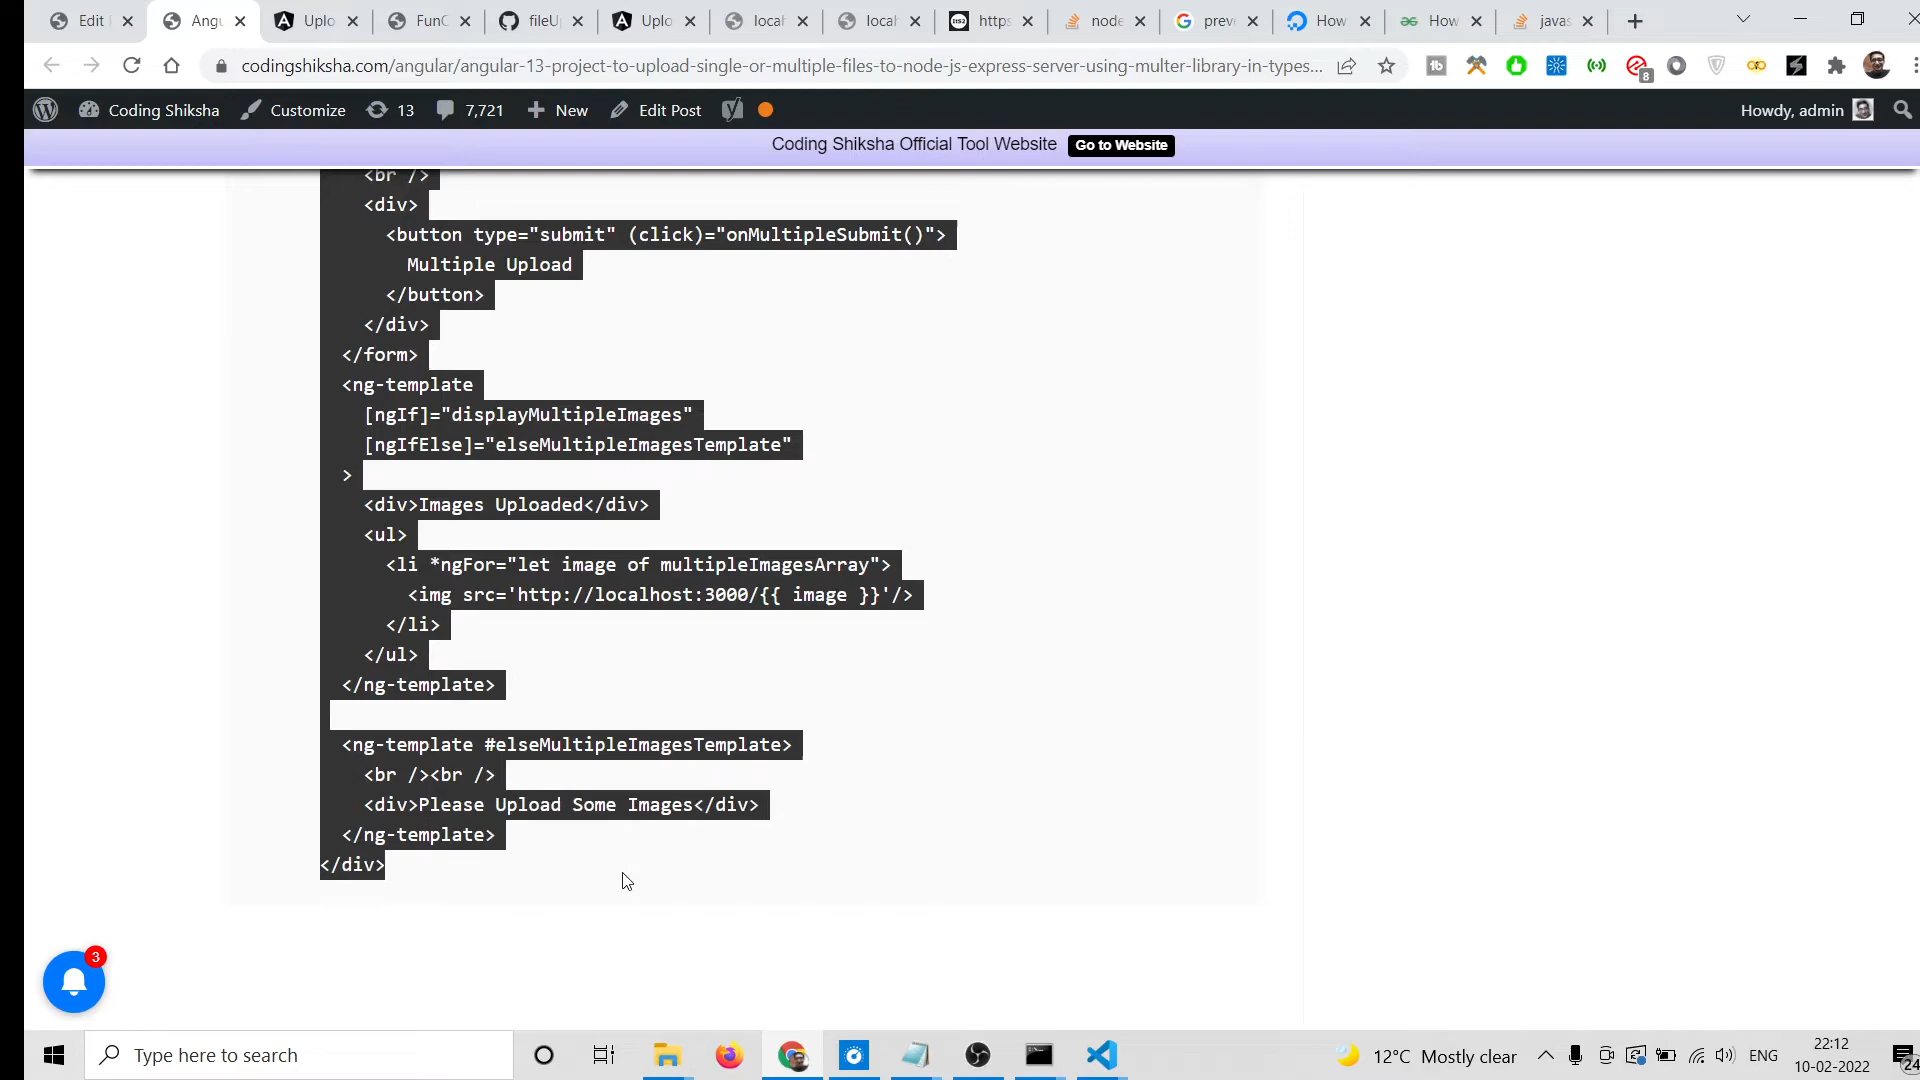 Edit
Angu
Uplo
FunC
fileU
Uplo
local
local
https
node
prev
How
How
javas
codingshiksha.com/angular/angular-13-project-to-upload-single-or-multiple-files-to-node-js-express-server-using-multer-library-in-types...
8
Coding Shiksha
Customize
13
7,721
New
Edit Post
Howdy, admin
Coding Shiksha Official Tool Website
Go to Website
<br />
<div>
<button type="submit" (click)="onMultipleSubmit()">
Multiple Upload
</button>
</div>
</form>
<ng-template
[ngIf]="displayMultipleImages"
[ngIfElse]="elseMultipleImagesTemplate"
>
<div>Images Uploaded</div>
<ul>
<li *ngFor="let image of multipleImagesArray">
<img src='http://localhost:3000/{{ image }}'/>
</li>
</ul>
</ng-template>
<ng-template #elseMultipleImagesTemplate>
<br /><br />
<div>Please Upload Some Images</div>
</ng-template>
</div>
3
Type here to search
12°C Mostly clear
ENG
22:12
10-02-2022
24